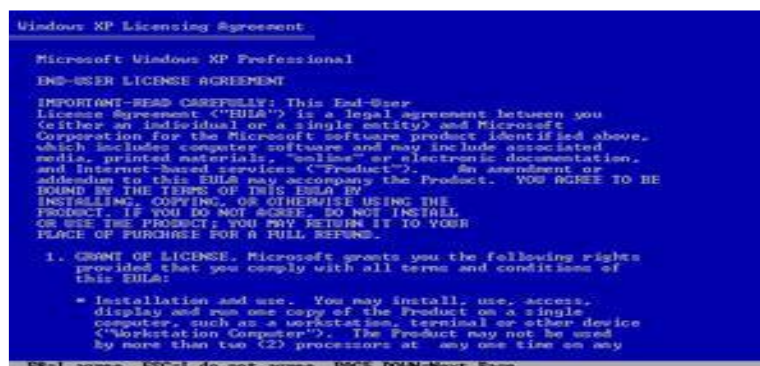 Windows XP Licensing Agreement
Microsoft Windows XP Professional
END-USER LICENSE AGREEMENT
IMPORTANT-READ CAREFULLY: This End-User
License Agreement ("EULA") is a legal agreement between you
(either an individual or a single entity) and Microsoft
Corporation for the Microsoft software product identified above,
which includes computer software and may include associated
media, printed materials, "online" or electronic documentation,
and Internet-based services ("Product"). An amendment or
addendum to this EULA may accompany the Product. YOU AGREE TO BE
BOUND BY THE TERMS OF THIS EULA BY
INSTALLING, COPYING, OR OTHERWISE USING THE
PRODUCT. IF YOU DO NOT AGREE, DO NOT INSTALL
OR USE THE PRODUCT; YOU MAY RETURN IT TO YOUR
PLACE OF PURCHASE FOR A FULL REFUND.
1. GRANT OF LICENSE. Microsoft grants you the following rights
provided that you comply with all terms and conditions of
this EULA:
* Installation and use. You may install, use, access,
display and run one copy of the Product on a single
computer, such as a workstation, terminal or other device
("Workstation Computer"). The Product may not be used
by more than two (2) processors at any one time on any